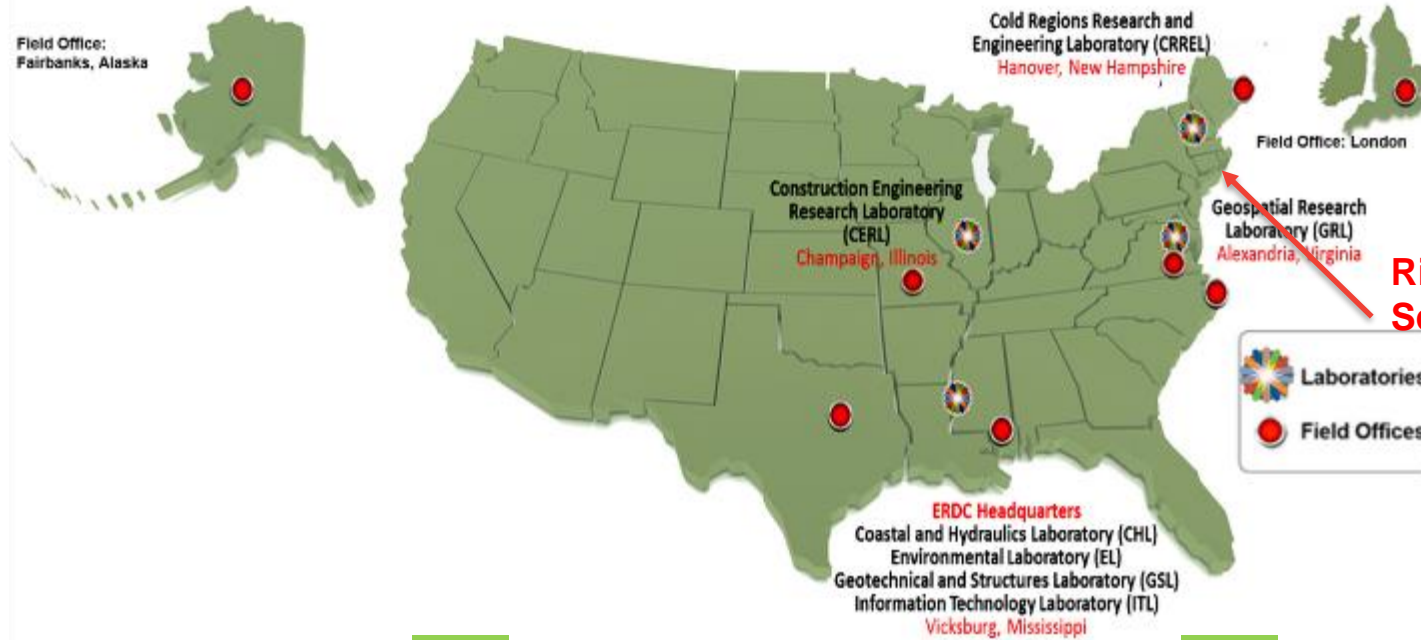 Field Office:
Fairbanks, Alaska
Cold Regions Research and
Engineering Laboratory (CRREL)
Hanover, New Hampshire
Field Office: London
Construction Engineering
Research Laboratory
(CERL)
Champaign, Illinois
Geospatial Research
Laboratory (GRL)
Alexandria, Virginia
Laboratories
Field Offices
ERDC Headquarters
Coastal and Hydraulics Laboratory (CHL)
Environmental Laboratory (EL)
Geotechnical and Structures Laboratory (GSL)
Information Technology Laboratory (ITL)
Vicksburg, Mississippi